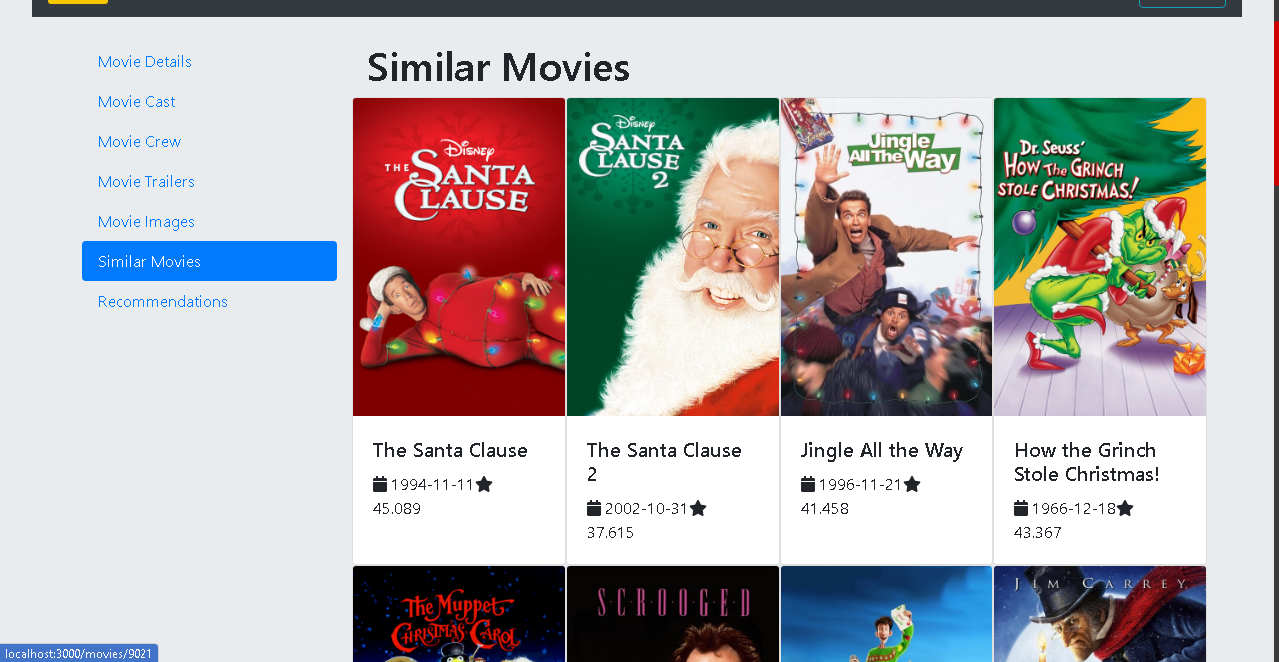 Movie Details
Movie Cast
Movie Crew
Movie Trailers
Movie Images
Similar Movies
Recommendations
Similar Movies
Disney
THE
SANTA
CLAUSE
Disney
SANTA
CLAUSE
2
Jingle
All The Way
Dr. Seuss'
How The GRINCH
STOLE CHRISTMAS!
The Santa Clause
1994-11-11
45.089
The Santa Clause
2
2002-10-31
37.615
Jingle All the Way
1996-11-21
41.458
How the Grinch
Stole Christmas!
1966-12-18
43.367
The Muppet
CHRISTMAS CAROL
SCROOGED
JIM CARREY
localhost:3000/movies/9021